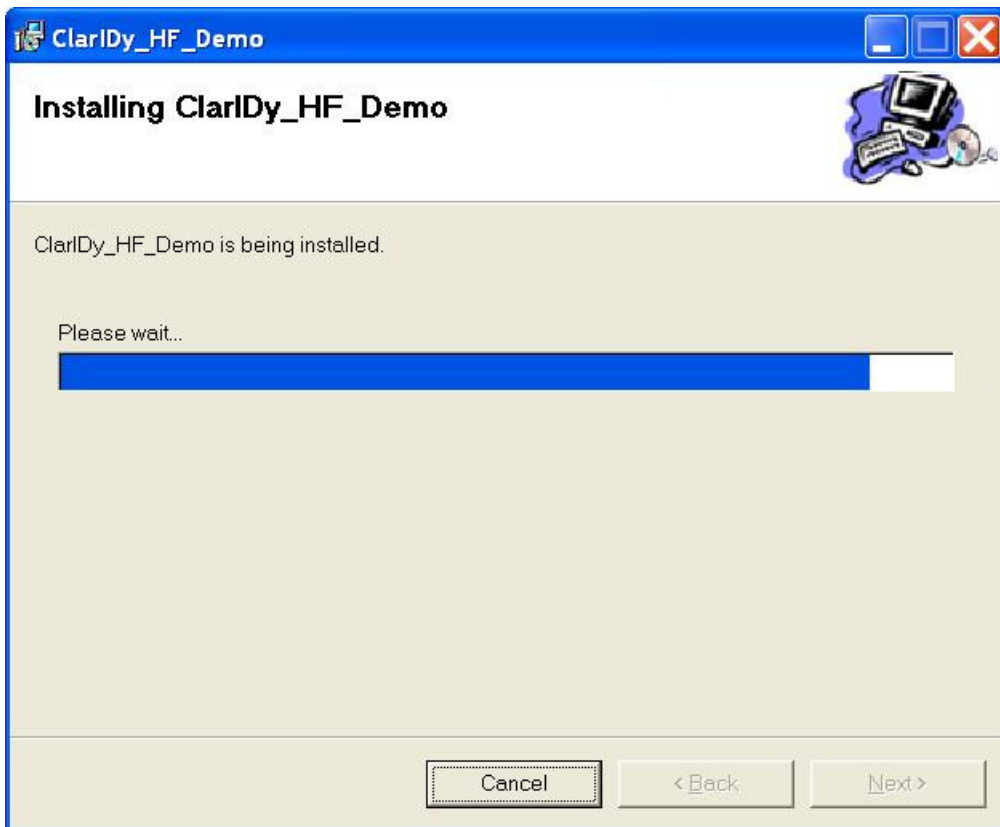 ClarIDy_HF_Demo
Installing ClarIDy_HF_Demo
ClarIDy_HF_Demo is being installed.
Please wait...
Cancel
< Back
Next >